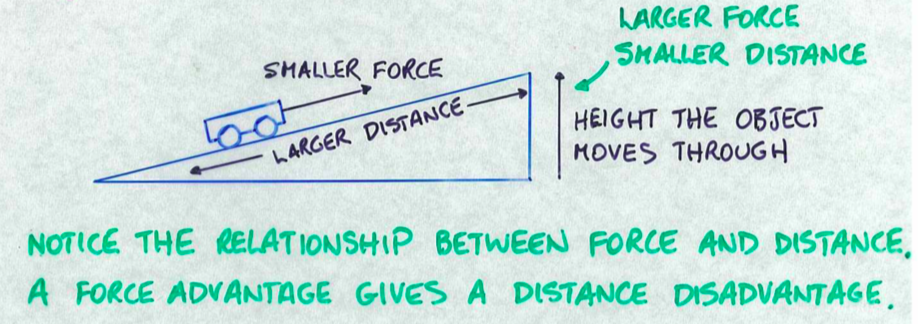 LARGER FORCE
SMALLER DISTANCE
SMALLER FORCE
LARGER DISTANCE
HEIGHT THE OBJECT
MOVES THROUGH
NOTICE THE RELATIONSHIP BETWEEN FORCE AND DISTANCE.
A FORCE ADVANTAGE GIVES A DISTANCE DISADVANTAGE.